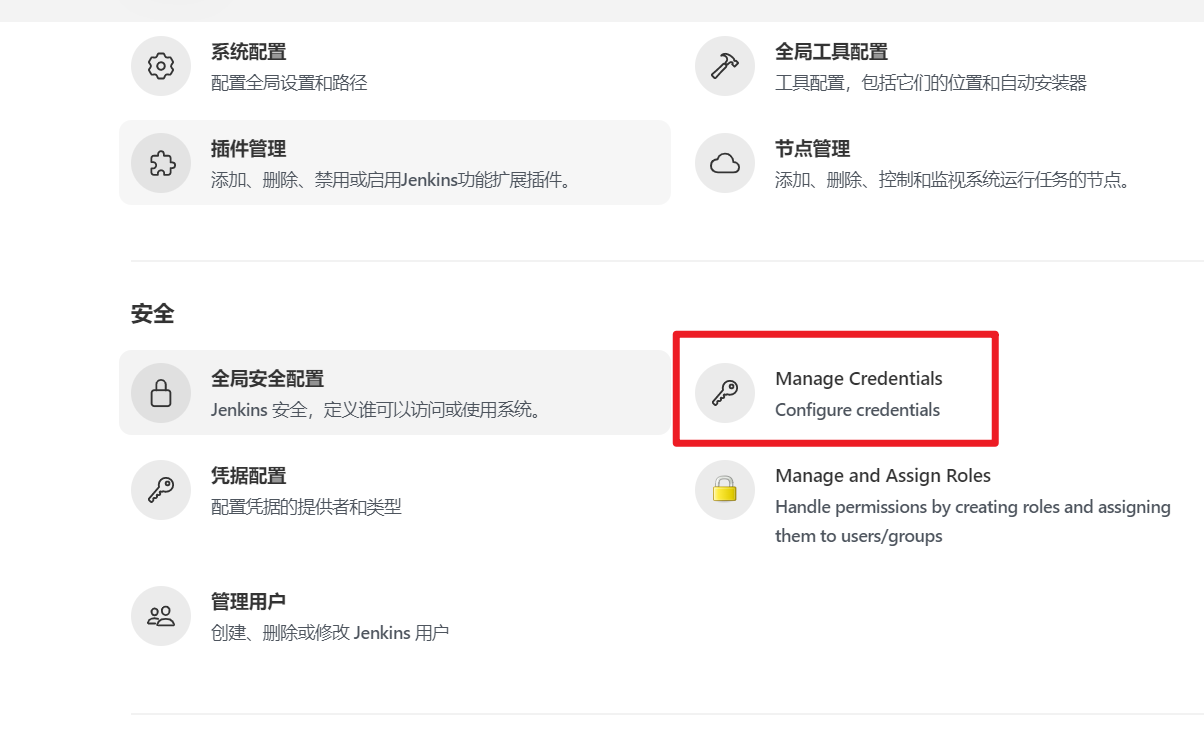 系统配置
配置全局设置和路径
全局工具配置
工具配置，包括它们的位置和自动安装器
插件管理
添加、删除、禁用或启用Jenkins功能扩展插件。
节点管理
添加、删除、控制和监视系统运行任务的节点。
安全
全局安全配置
Jenkins 安全，定义谁可以访问或使用系统。
Manage Credentials
Configure credentials
凭据配置
配置凭据的提供者和类型
Manage and Assign Roles
Handle permissions by creating roles and assigning
them to users/groups
管理用户
创建、删除或修改 Jenkins 用户